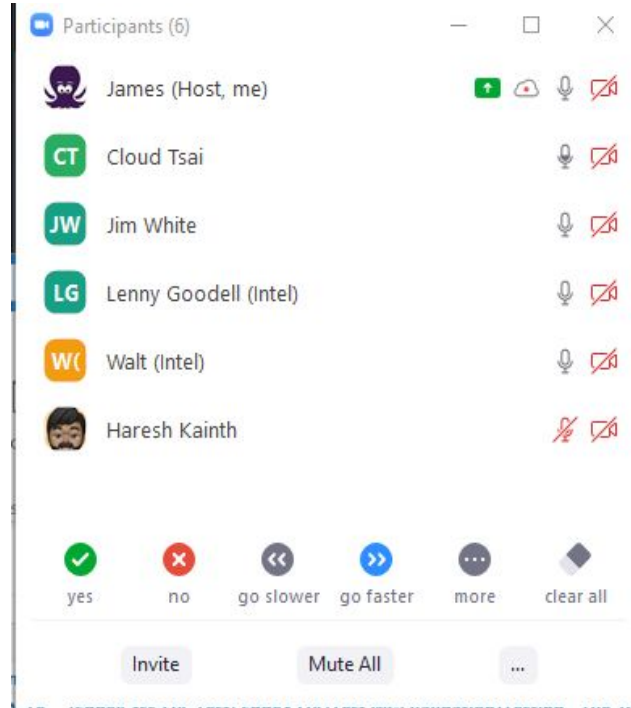 Participants (6)
James (Host, me)
CT Cloud Tsai
JW Jim White
LG Lenny Goodell (Intel)
W( Walt (Intel)
Haresh Kainth
yes no go slower go faster more clear all
Invite Mute All ...